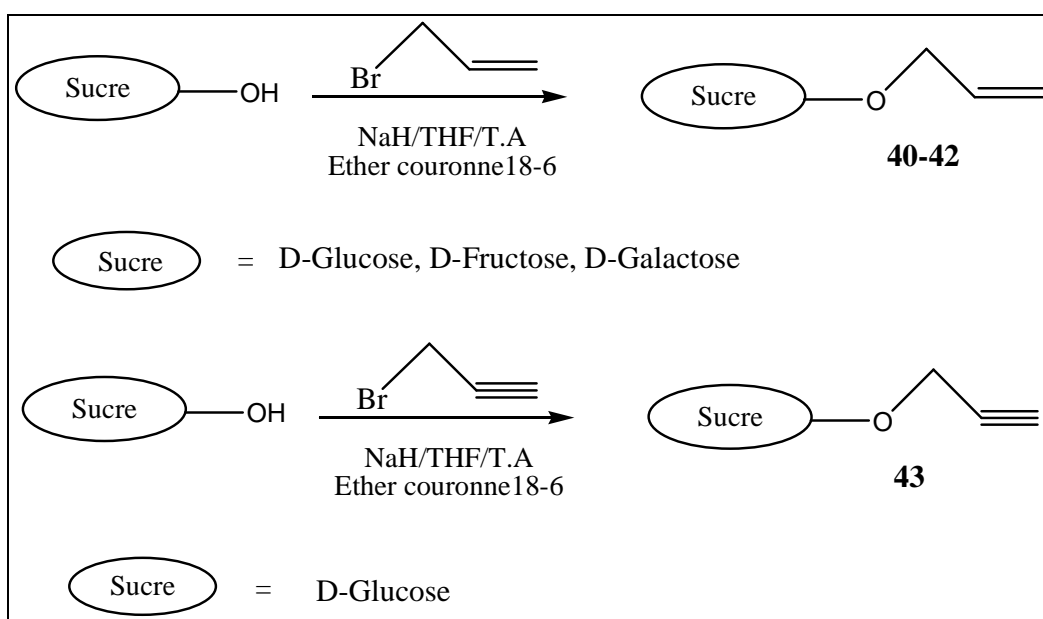 Br
Sucre OH Sucre O
NaH/THF/T.A
Ether couronne18-6
40-42
Sucre = D-Glucose, D-Fructose, D-Galactose
Br
Sucre OH Sucre O
NaH/THF/T.A
Ether couronne18-6
43
Sucre = D-Glucose